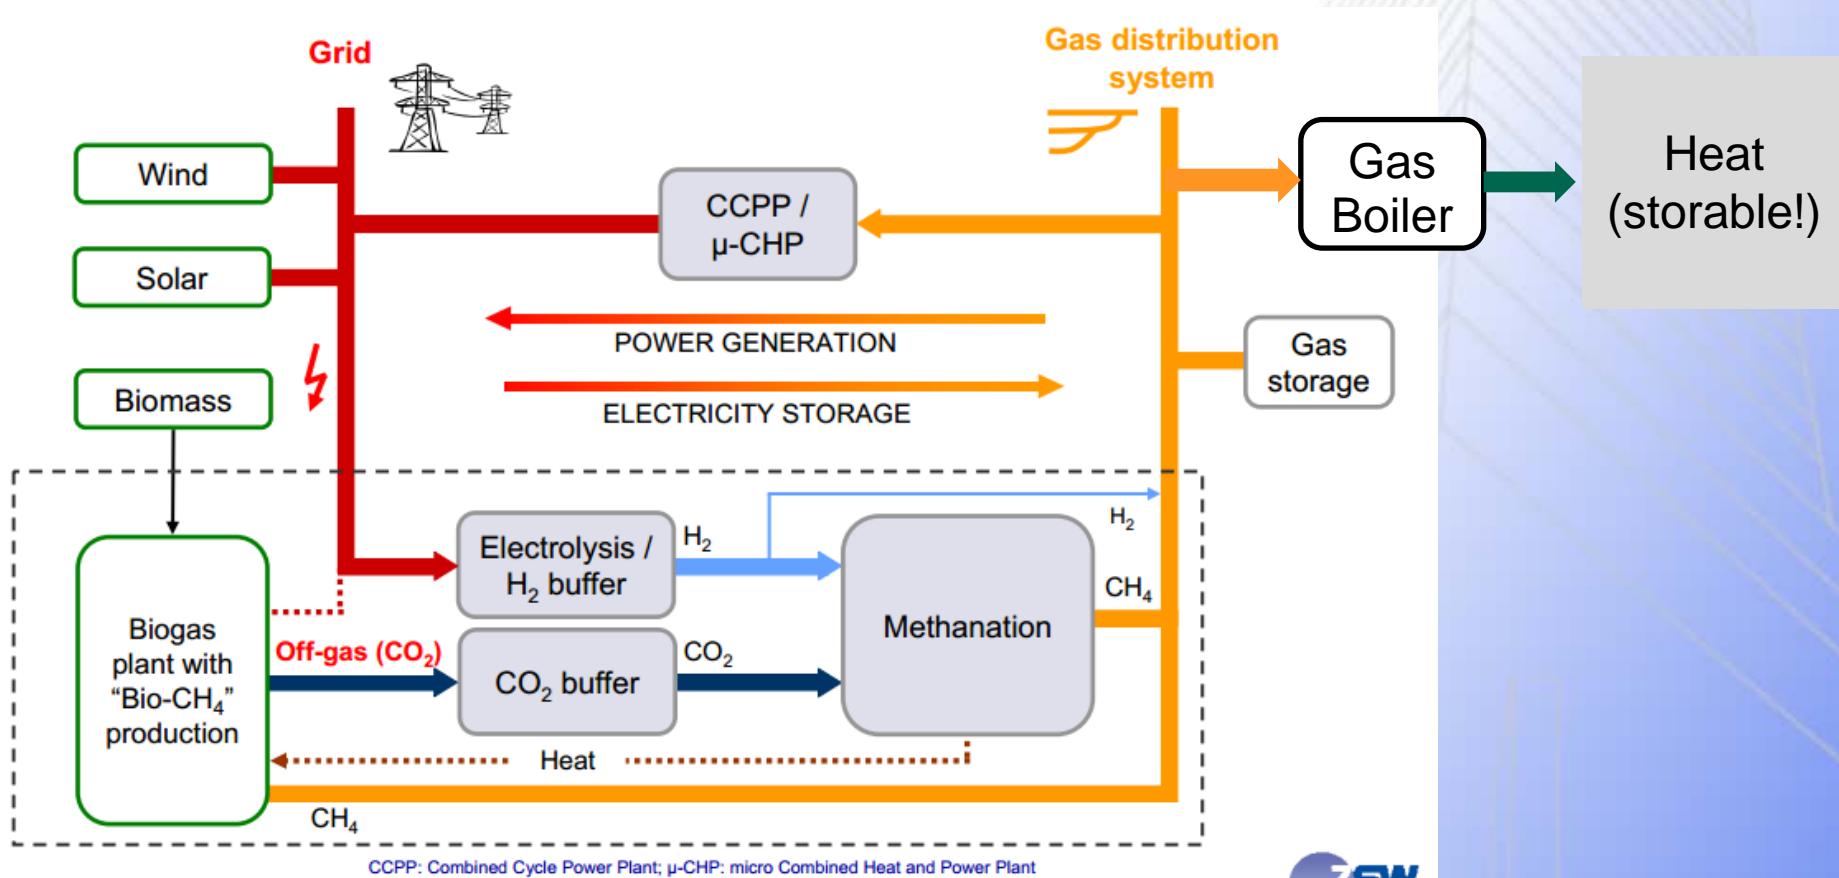 Grid
Gas distribution
system
Wind
CCPP /
μ-CHP
Gas
Boiler
Heat
(storable!)
Solar
POWER GENERATION
Gas
storage
Biomass
ELECTRICITY STORAGE
Electrolysis /
H₂ buffer
H₂
H₂
CH₄
Biogas
plant with
“Bio-CH₄”
production
Off-gas (CO₂)
CO₂ buffer
CO₂
Methanation
Heat
CH₄
CCPP: Combined Cycle Power Plant; μ-CHP: micro Combined Heat and Power Plant